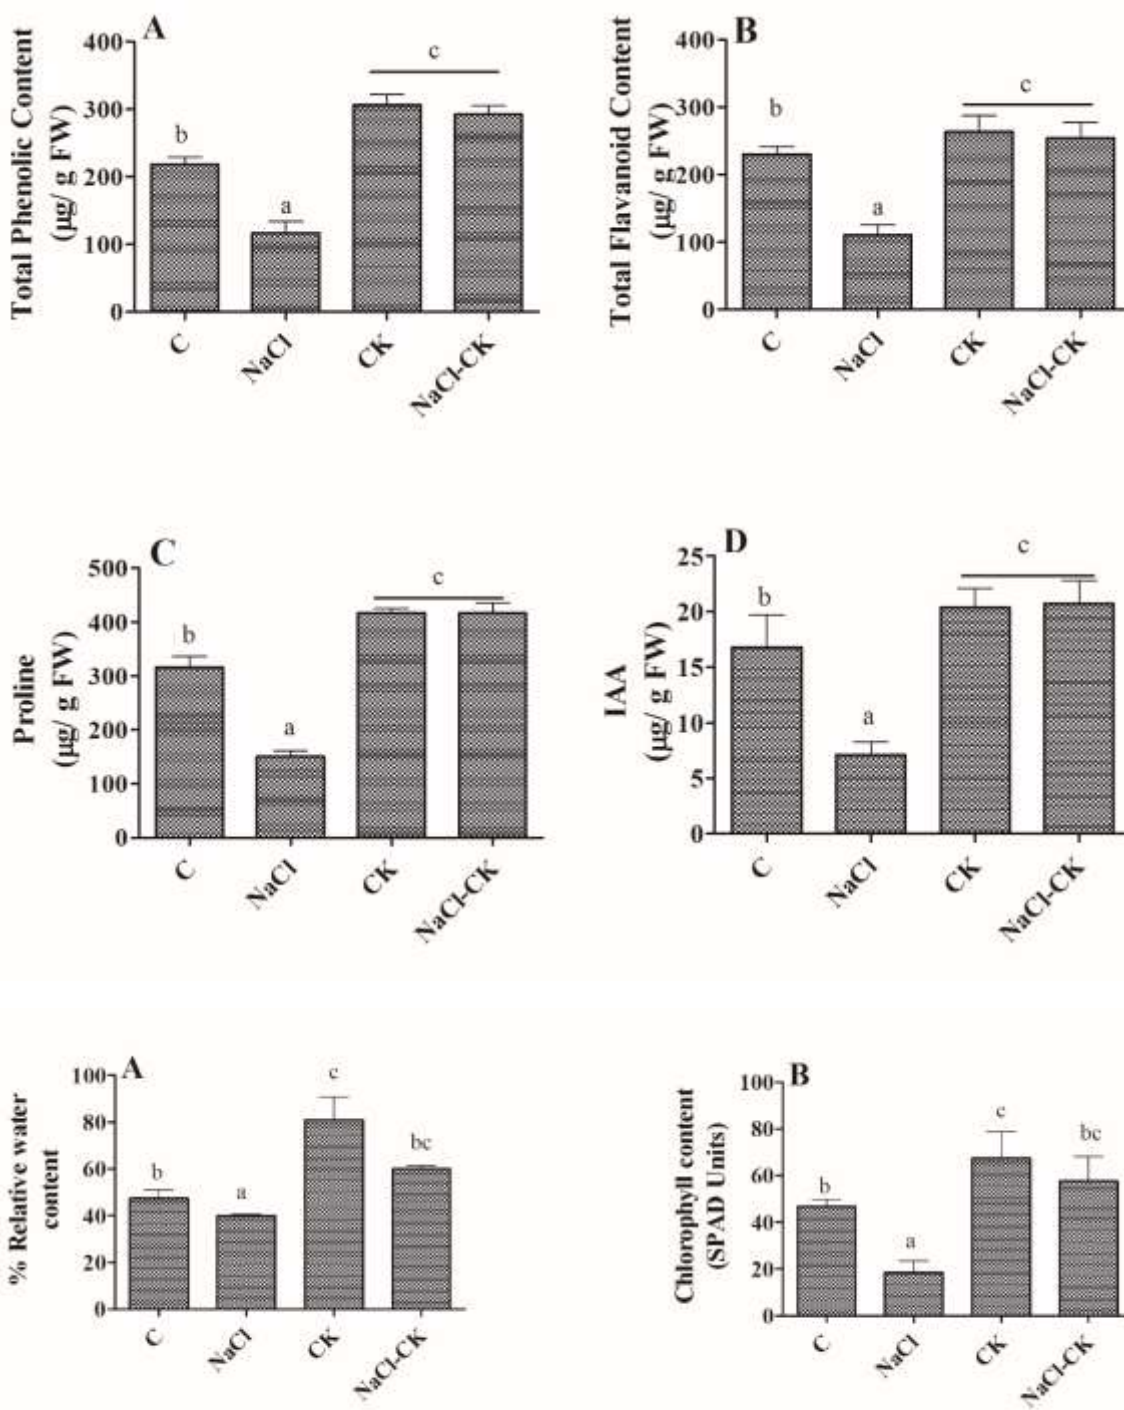 A
Total Phenolic Content
(µg/ g FW)
400
300
200
100
0
b
a
c
C
NaCl
CK
NaCl-CK
B
Total Flavanoid Content
(µg/ g FW)
400
300
200
100
0
b
a
c
C
NaCl
CK
NaCl-CK
C
Proline
(µg/ g FW)
500
400
300
200
100
0
b
a
c
C
NaCl
CK
NaCl-CK
D
IAA
(µg/ g FW)
25
20
15
10
5
0
b
a
c
C
NaCl
CK
NaCl-CK
A
% Relative water
content
100
80
60
40
20
0
b
a
c
bc
C
NaCl
CK
NaCl-CK
B
Chlorophyll content
(SPAD Units)
100
80
60
40
20
0
b
a
c
bc
C
NaCl
CK
NaCl-CK